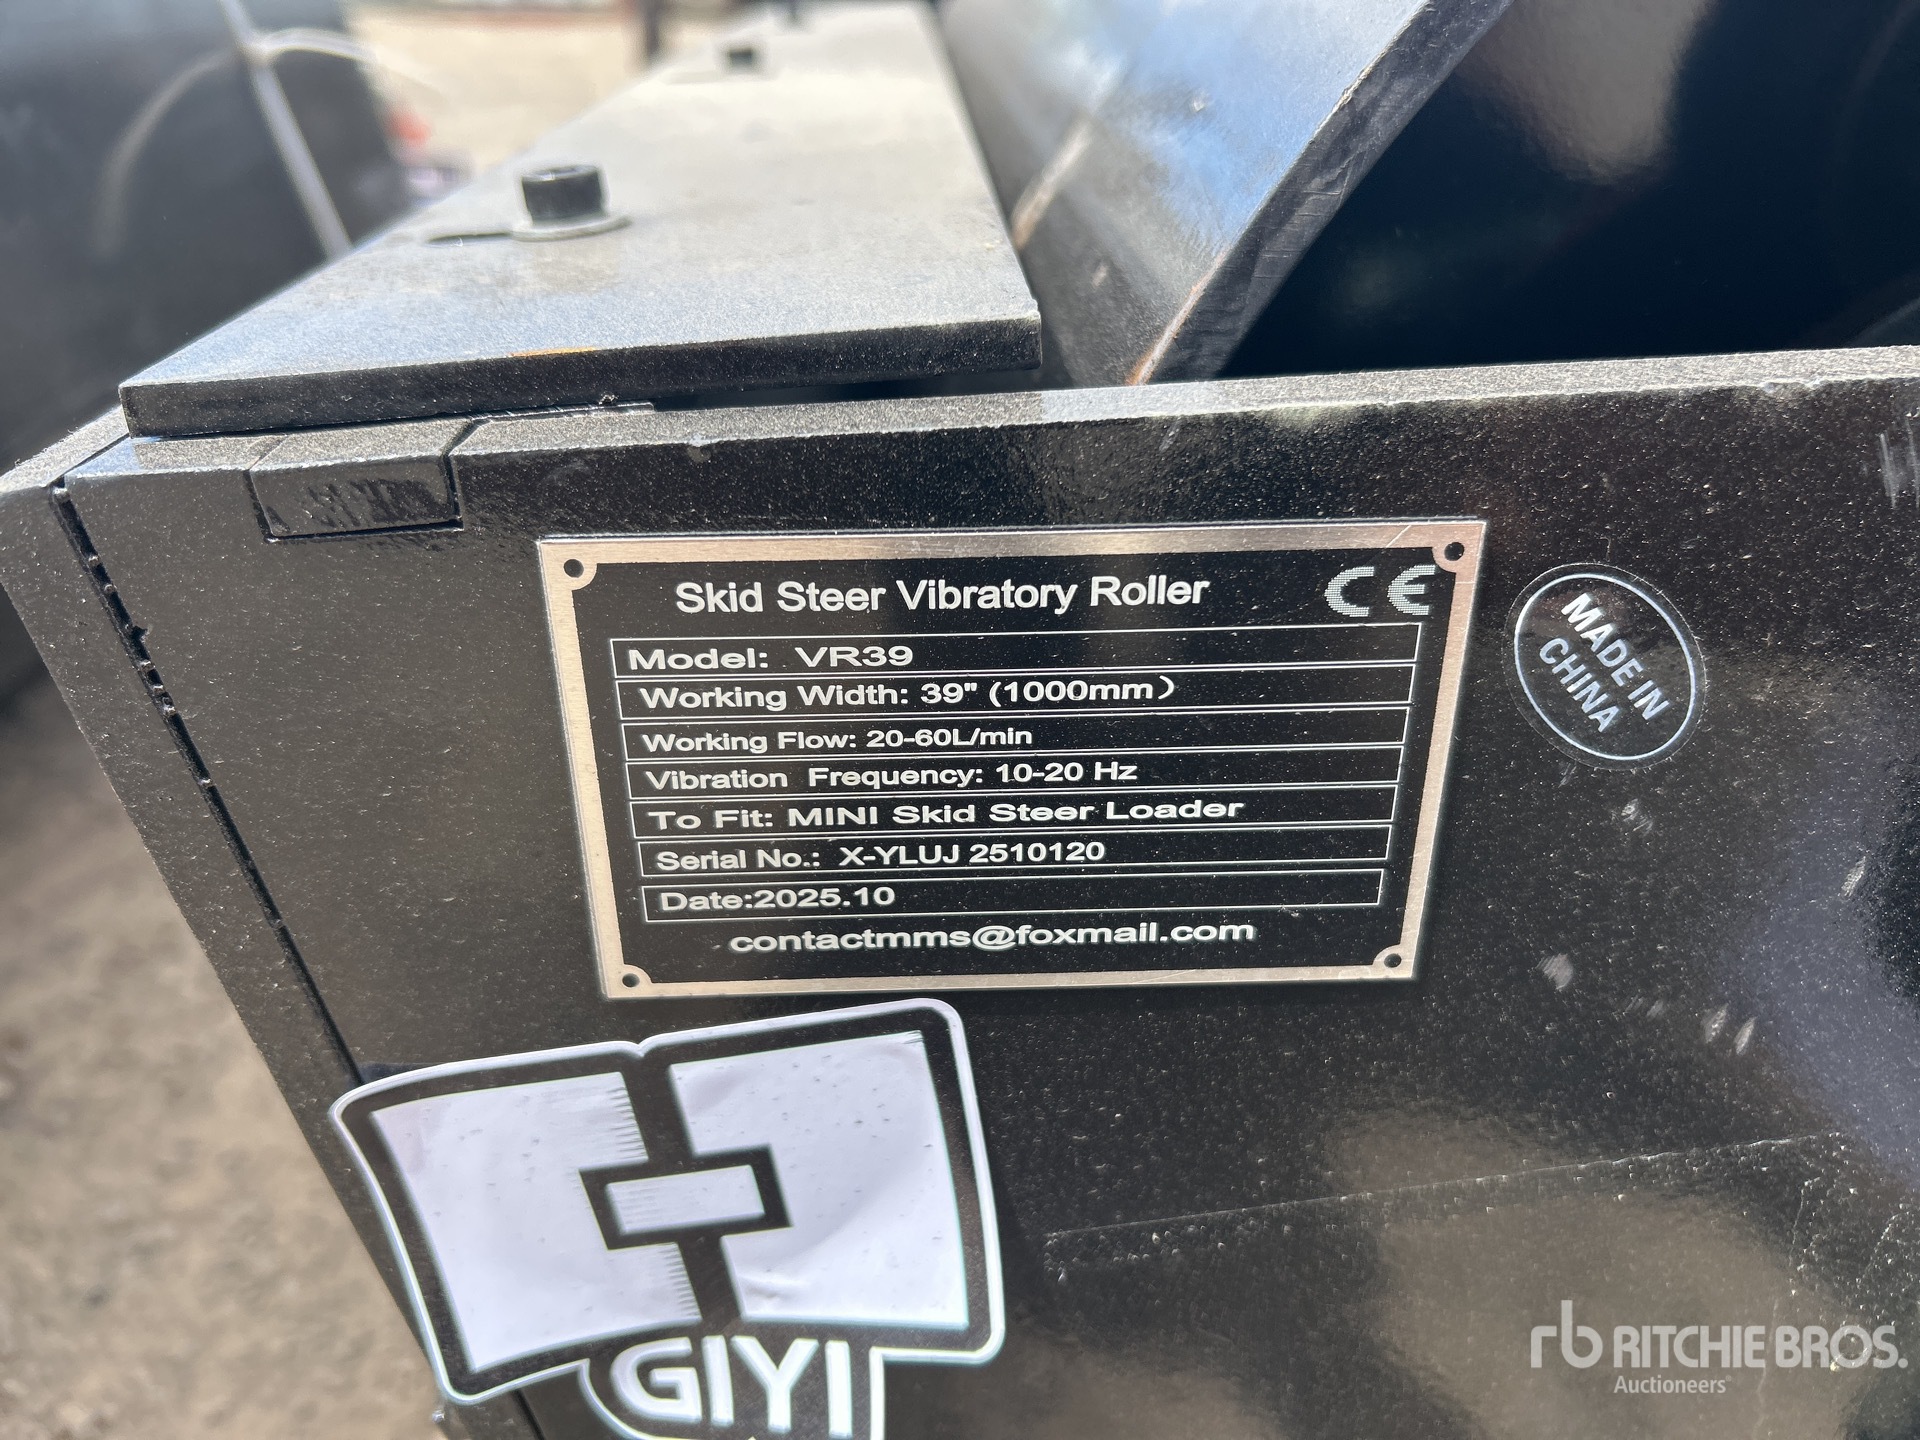 Skid Steer Vibratory Roller CE
Model: VR39
Working Width: 39" (1000mm）
Working Flow: 20-60L/min
Vibration Frequency: 10-20 Hz
To Fit: MINI Skid Steer Loader
Serial No.: X-YLUJ 2510120
Date:2025.10
contactmms@foxmail.com
MADE IN
CHINA
GIYI
rb RITCHIE BROS.
Auctioneers